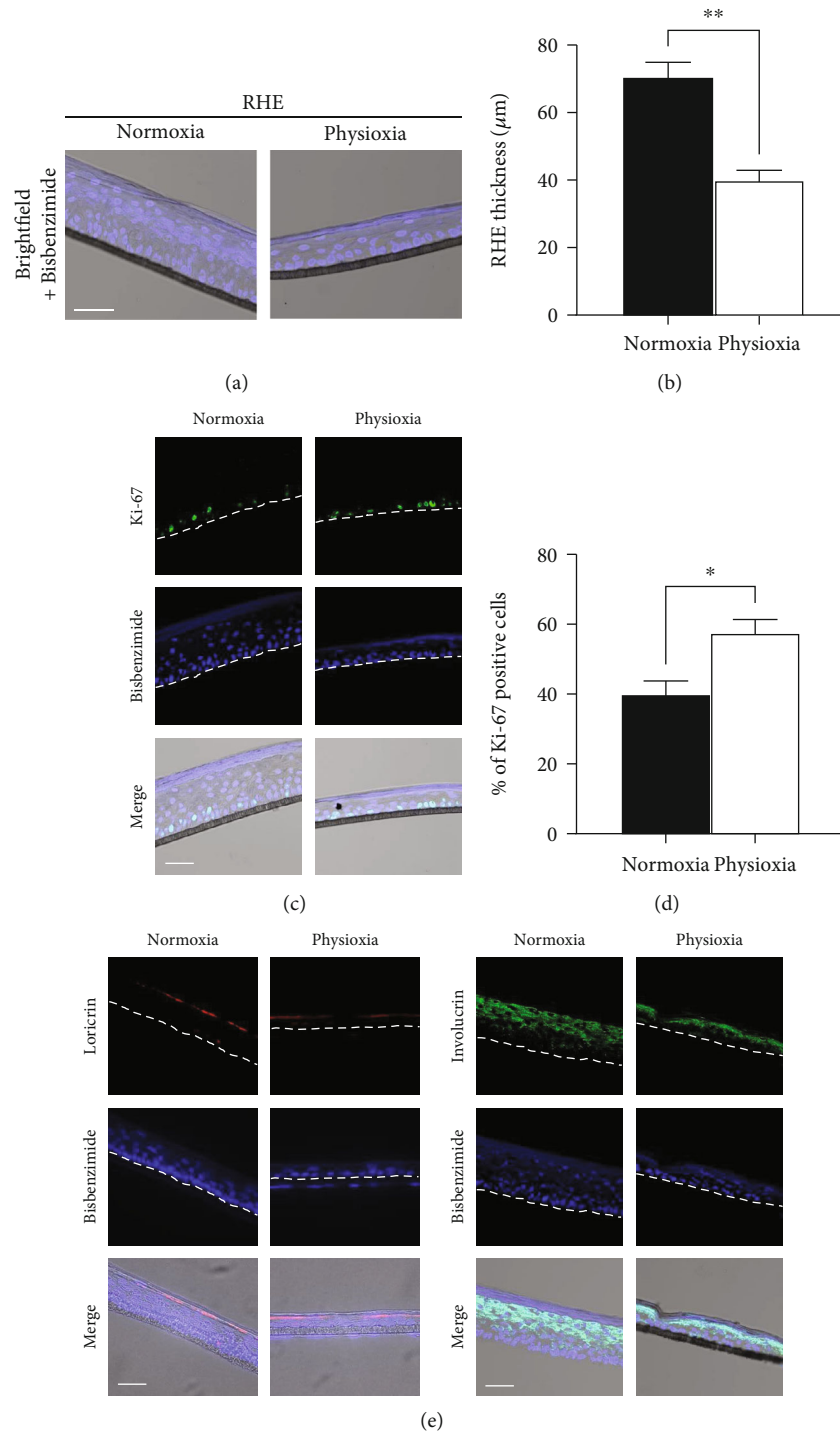 RHE
Normoxia Physioxia
Brightfield
+ Bisbenzimide
(a)
**
80
60
40
20
0
RHE thickness (µm)
Normoxia Physioxia
(b)
Normoxia Physioxia
Ki-67
Bisbenzimide
Merge
(c)
*
80
60
40
20
0
% of Ki-67 positive cells
Normoxia Physioxia
(d)
Normoxia Physioxia
Loricrin
Bisbenzimide
Merge
Normoxia Physioxia
Involucrin
Bisbenzimide
Merge
(e)